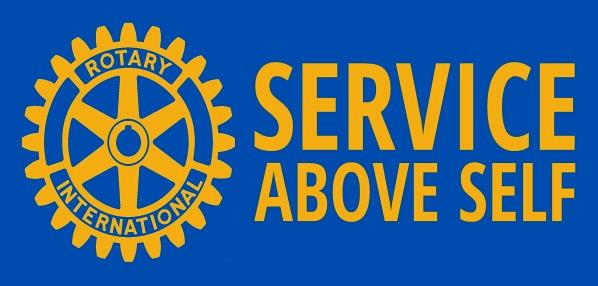 ROTARY
INTERNATIONAL
SERVICE
ABOVE SELF